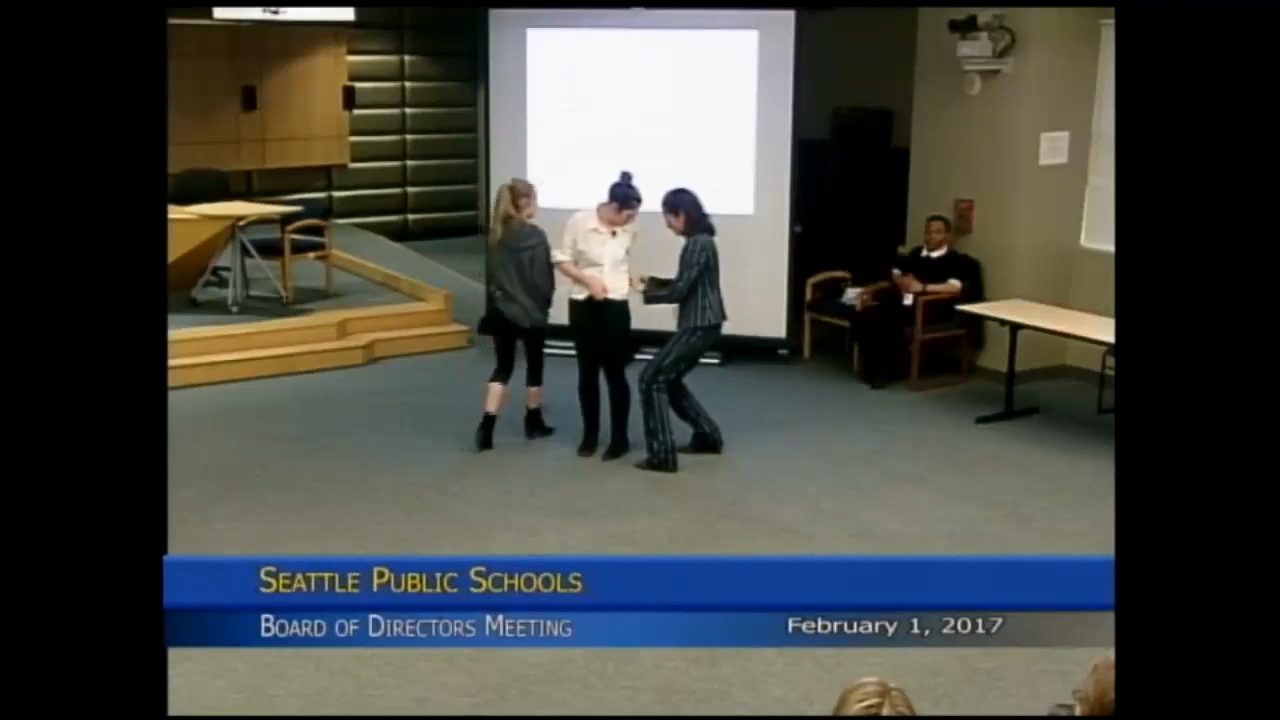 SEATTLE PUBLIC SCHOOLS
BOARD OF DIRECTORS MEETING
February 1, 2017